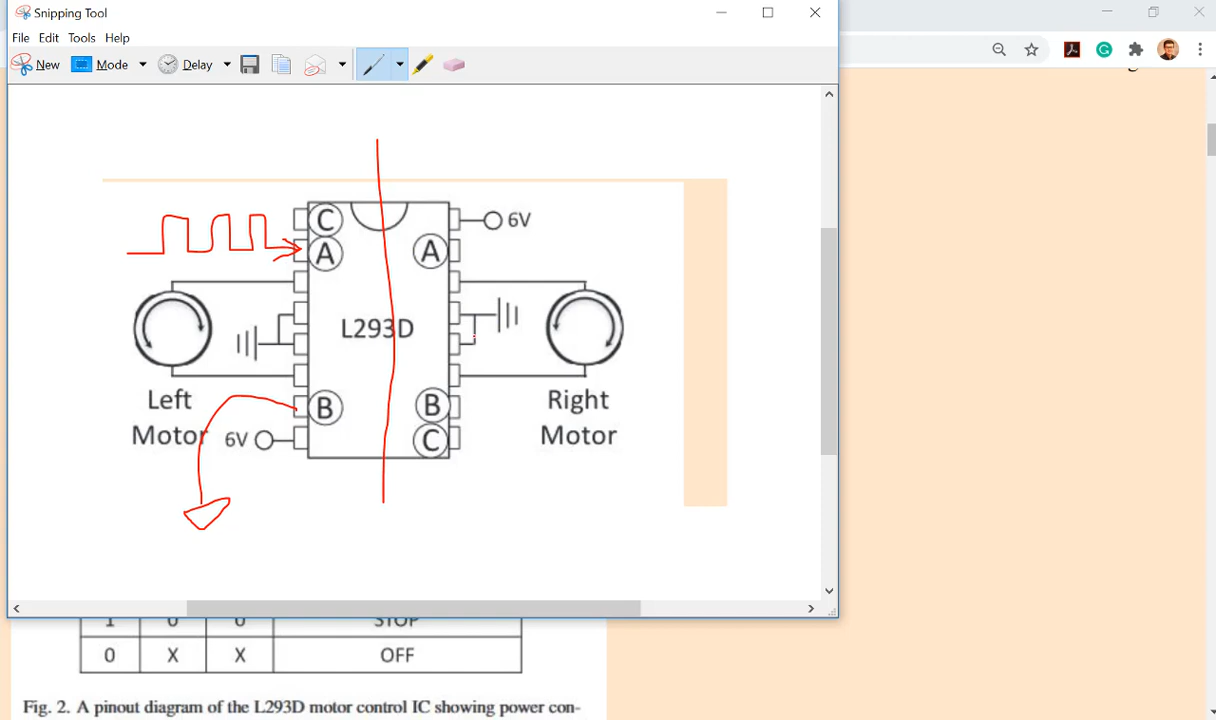 Snipping Tool
File Edit Tools Help
New Mode Delay
C
A
A
6V
L293D
Left
Motor
Right
Motor
B
B
6V
C
1 0 0 STOP
0 X X OFF
Fig. 2. A pinout diagram of the L293D motor control IC showing power con-